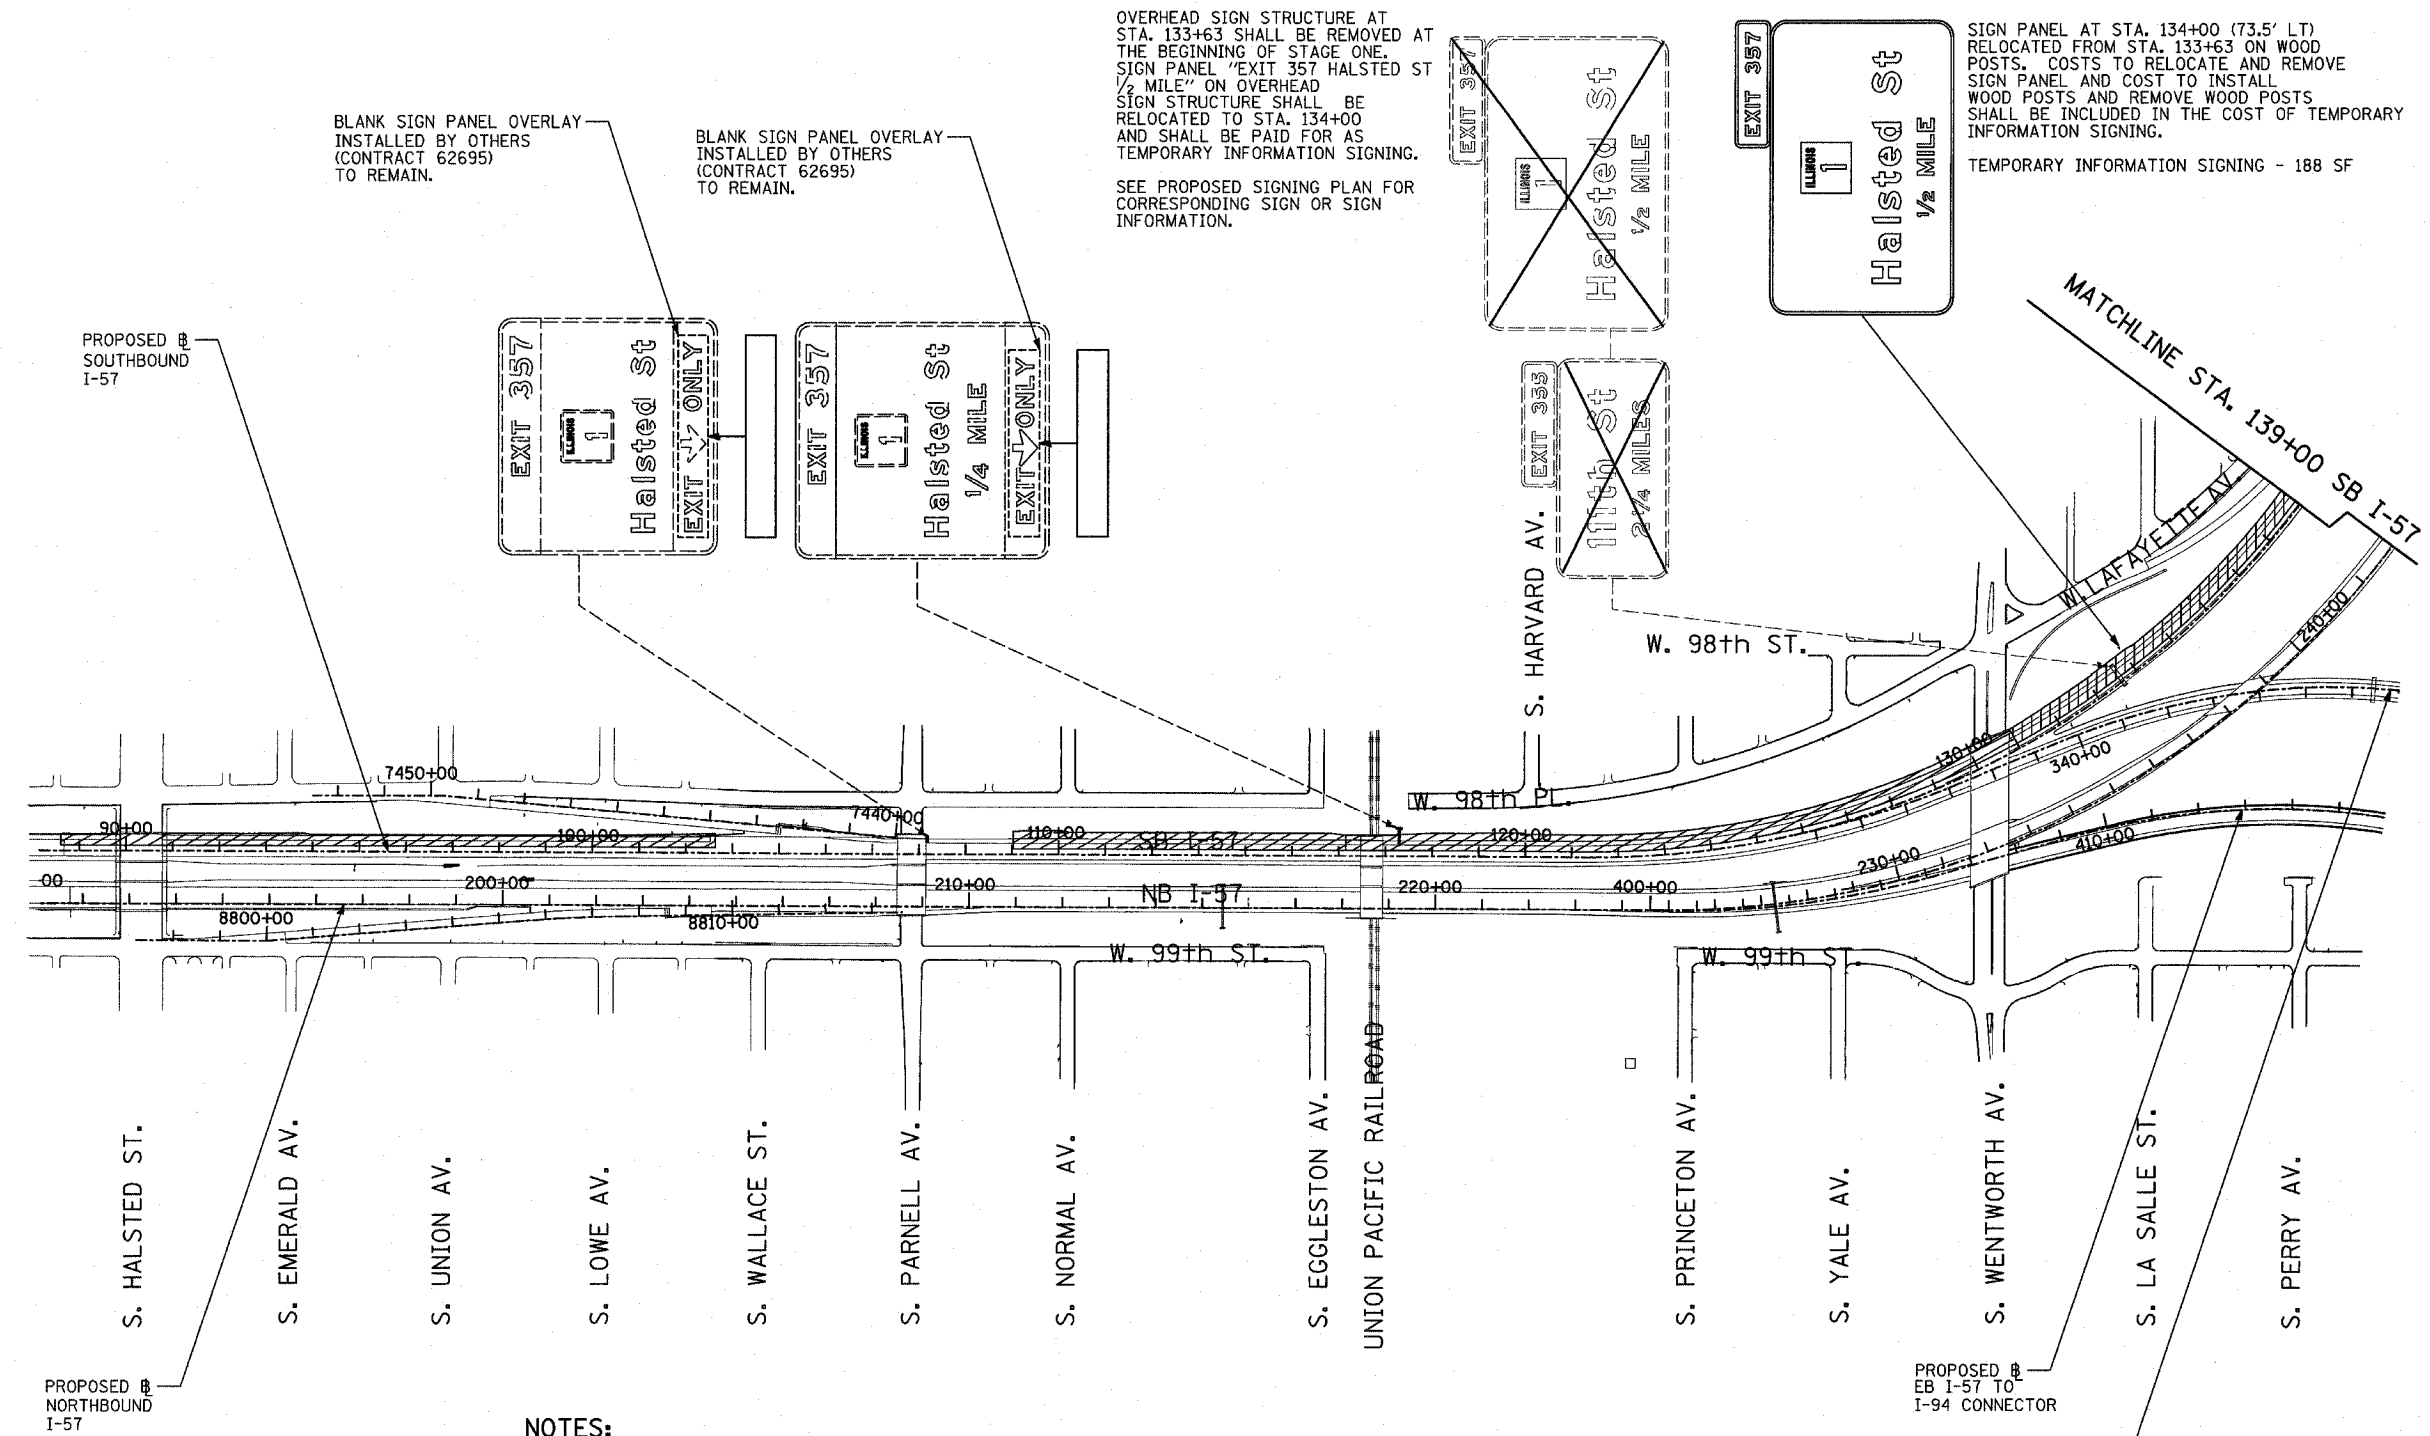 OVERHEAD SIGN STRUCTURE AT
STA. 133+63 SHALL BE REMOVED AT
THE BEGINNING OF STAGE ONE.
SIGN PANEL "EXIT 357 HALSTED ST
1/2 MILE" ON OVERHEAD
SIGN STRUCTURE SHALL BE
RELOCATED TO STA. 134+00
AND SHALL BE PAID FOR AS
TEMPORARY INFORMATION SIGNING.
SEE PROPOSED SIGNING PLAN FOR
CORRESPONDING SIGN OR SIGN
INFORMATION.
SIGN PANEL AT STA. 134+00 (73.5' LT)
RELOCATED FROM STA. 133+63 ON WOOD
POSTS. COSTS TO RELOCATE AND REMOVE
SIGN PANEL AND COST TO INSTALL
WOOD POSTS AND REMOVE WOOD POSTS
SHALL BE INCLUDED IN THE COST OF TEMPORARY
INFORMATION SIGNING.
TEMPORARY INFORMATION SIGNING - 188 SF
BLANK SIGN PANEL OVERLAY
INSTALLED BY OTHERS
(CONTRACT 62695)
TO REMAIN.
BLANK SIGN PANEL OVERLAY
INSTALLED BY OTHERS
(CONTRACT 62695)
TO REMAIN.
EXIT 357
ILLINOIS
1
Halsted St
1/2 MILE
EXIT 357
ILLINOIS
1
Halsted St
1/2 MILE
PROPOSED ⅊
SOUTHBOUND
I-57
EXIT 357
ILLINOIS
1
Halsted St
EXIT ONLY
EXIT 357
ILLINOIS
1
Halsted St
1/4 MILE
EXIT ONLY
EXIT 355
111th St
2 1/4 MILES
MATCHLINE STA. 139+00 SB I-57
S. HARVARD AV.
W. LAFAYETTE AV.
W. 98th ST.
240+00
7450+00
130+00
340+00
W. 98th PL.
7440+00
90+00
100+00
110+00
SB I-57
120+00
410+00
230+00
00
200+00
210+00
NB I-57
220+00
400+00
8800+00
8810+00
W. 99th ST.
W. 99th ST.
S. HALSTED ST.
S. EMERALD AV.
S. UNION AV.
S. LOWE AV.
S. WALLACE ST.
S. PARNELL AV.
S. NORMAL AV.
S. EGGLESTON AV.
UNION PACIFIC RAILROAD
S. PRINCETON AV.
S. YALE AV.
S. WENTWORTH AV.
S. LA SALLE ST.
S. PERRY AV.
PROPOSED ⅊
NORTHBOUND
I-57
PROPOSED ⅊
EB I-57 TO
I-94 CONNECTOR
NOTES: